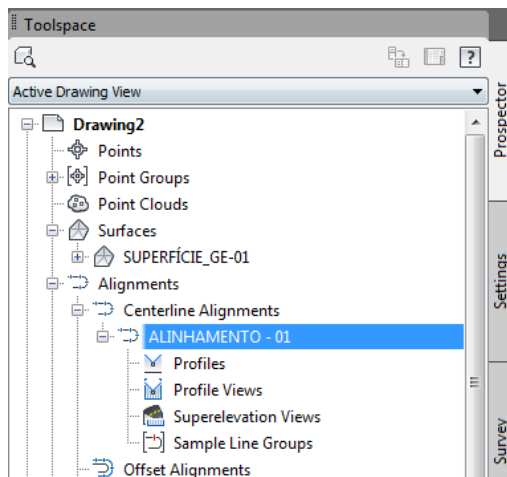 Toolspace
?
Active Drawing View
Drawing2
Points
Point Groups
Point Clouds
Surfaces
SUPERFÍCIE_GE-01
Alignments
Centerline Alignments
ALINHAMENTO - 01
Profiles
Profile Views
Superelevation Views
Sample Line Groups
Offset Alignments
Prospector
Settings
Survey